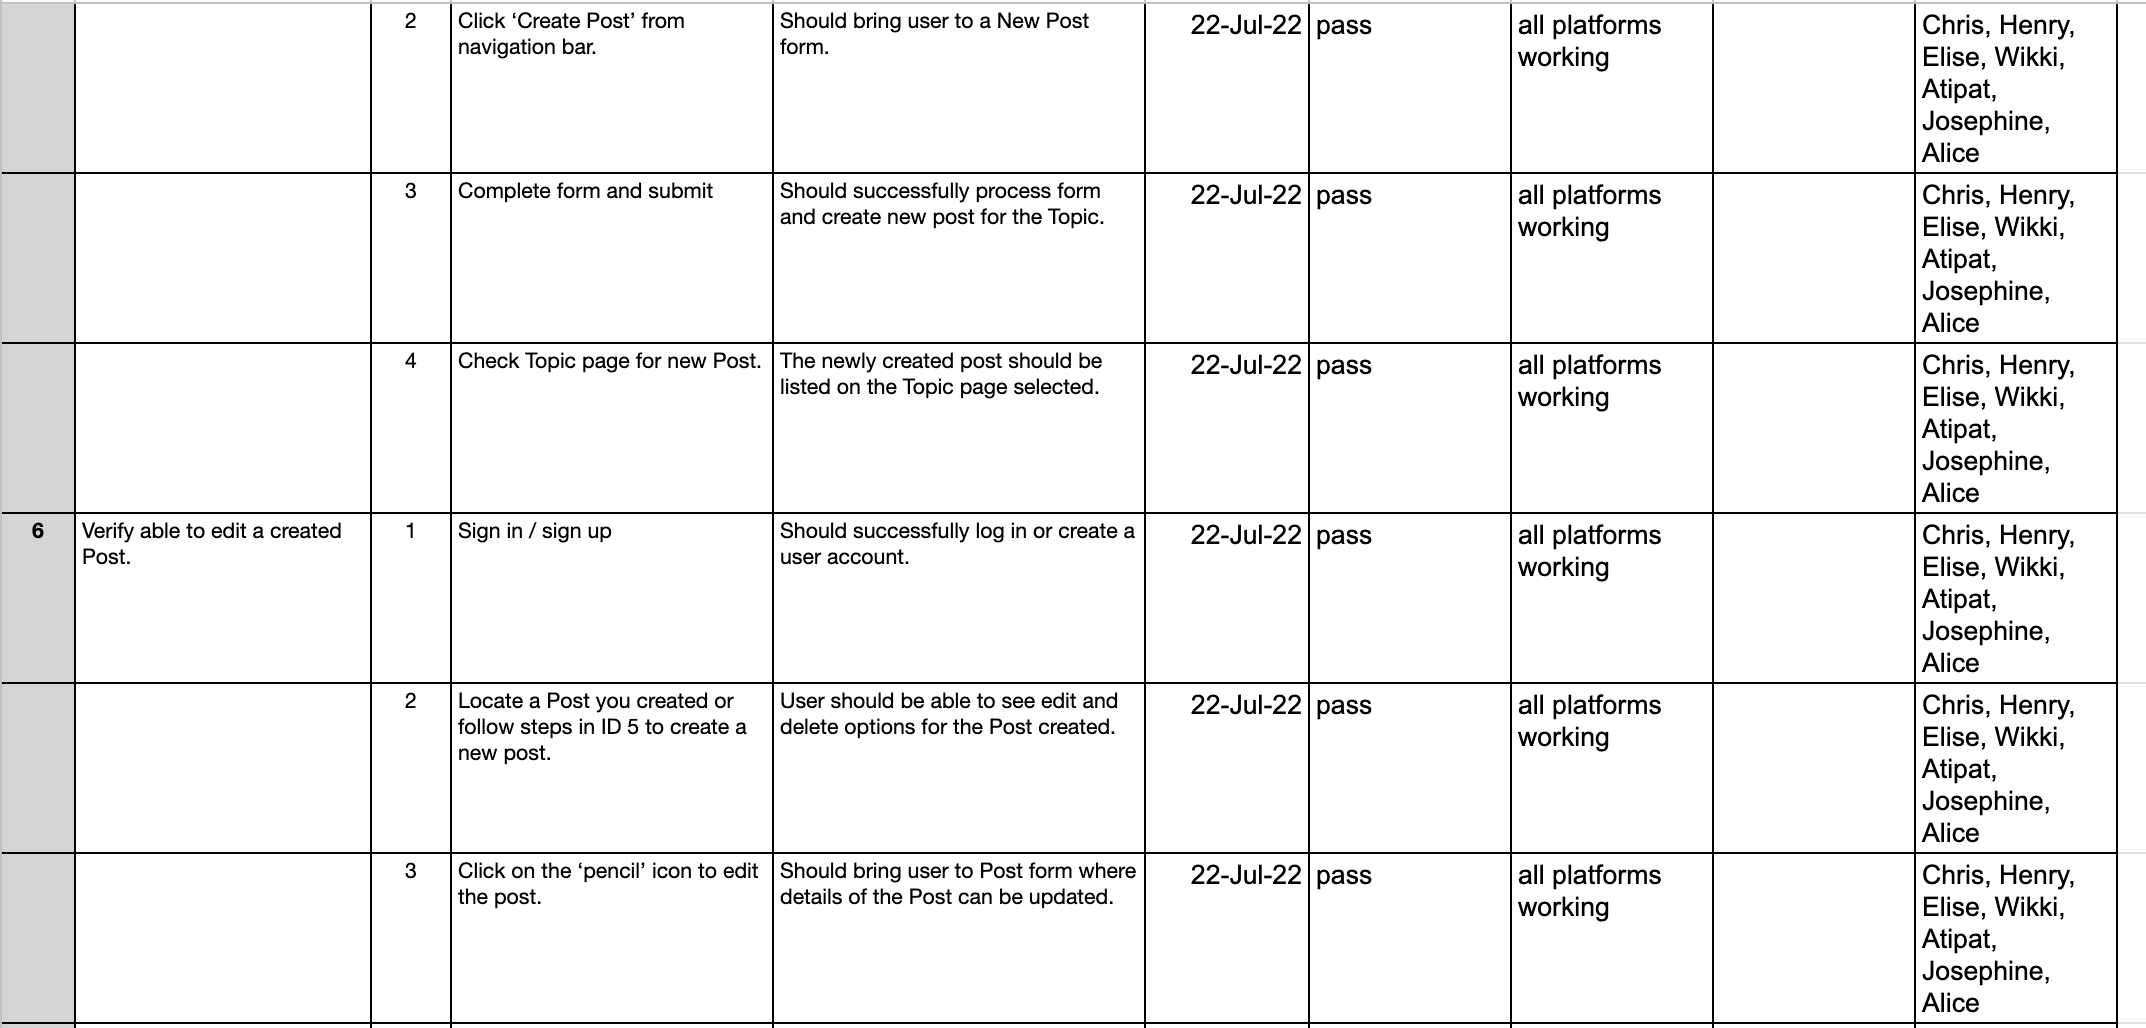 2
Click ‘Create Post’ from
navigation bar.
Should bring user to a New Post
form.
22-Jul-22
pass
all platforms
working
Chris, Henry,
Elise, Wikki,
Atipat,
Josephine,
Alice
3
Complete form and submit
Should successfully process form
and create new post for the Topic.
22-Jul-22
pass
all platforms
working
Chris, Henry,
Elise, Wikki,
Atipat,
Josephine,
Alice
4
Check Topic page for new Post.
The newly created post should be
listed on the Topic page selected.
22-Jul-22
pass
all platforms
working
Chris, Henry,
Elise, Wikki,
Atipat,
Josephine,
Alice
6
Verify able to edit a created
Post.
1
Sign in / sign up
Should successfully log in or create a
user account.
22-Jul-22
pass
all platforms
working
Chris, Henry,
Elise, Wikki,
Atipat,
Josephine,
Alice
2
Locate a Post you created or
follow steps in ID 5 to create a
new post.
User should be able to see edit and
delete options for the Post created.
22-Jul-22
pass
all platforms
working
Chris, Henry,
Elise, Wikki,
Atipat,
Josephine,
Alice
3
Click on the ‘pencil’ icon to edit
the post.
Should bring user to Post form where
details of the Post can be updated.
22-Jul-22
pass
all platforms
working
Chris, Henry,
Elise, Wikki,
Atipat,
Josephine,
Alice